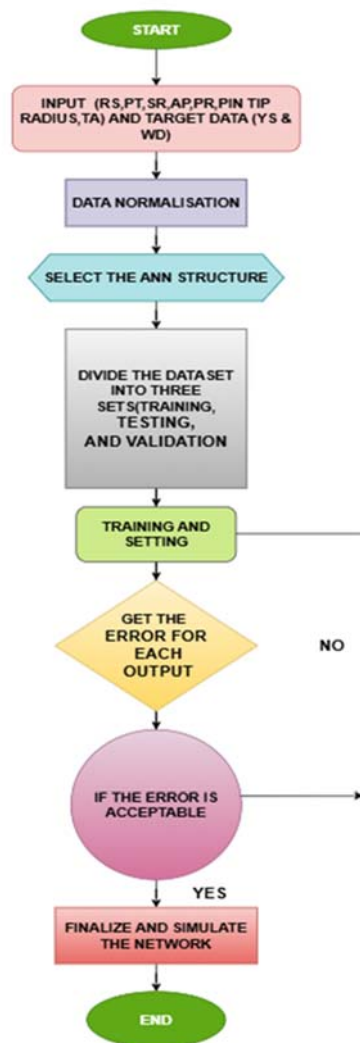 START
INPUT (RS,PT,SR,AP,PR,PIN TIP
RADIUS,TA) AND TARGET DATA (YS &
WD)
DATA NORMALISATION
SELECT THE ANN STRUCTURE
DIVIDE THE DATASET
INTO THREE
SETS(TRAINING,
TESTING,
AND VALIDATION
TRAINING AND
SETTING
GET THE
ERROR FOR
EACH
OUTPUT
NO
IF THE ERROR IS
ACCEPTABLE
YES
FINALIZE AND SIMULATE
THE NETWORK
END